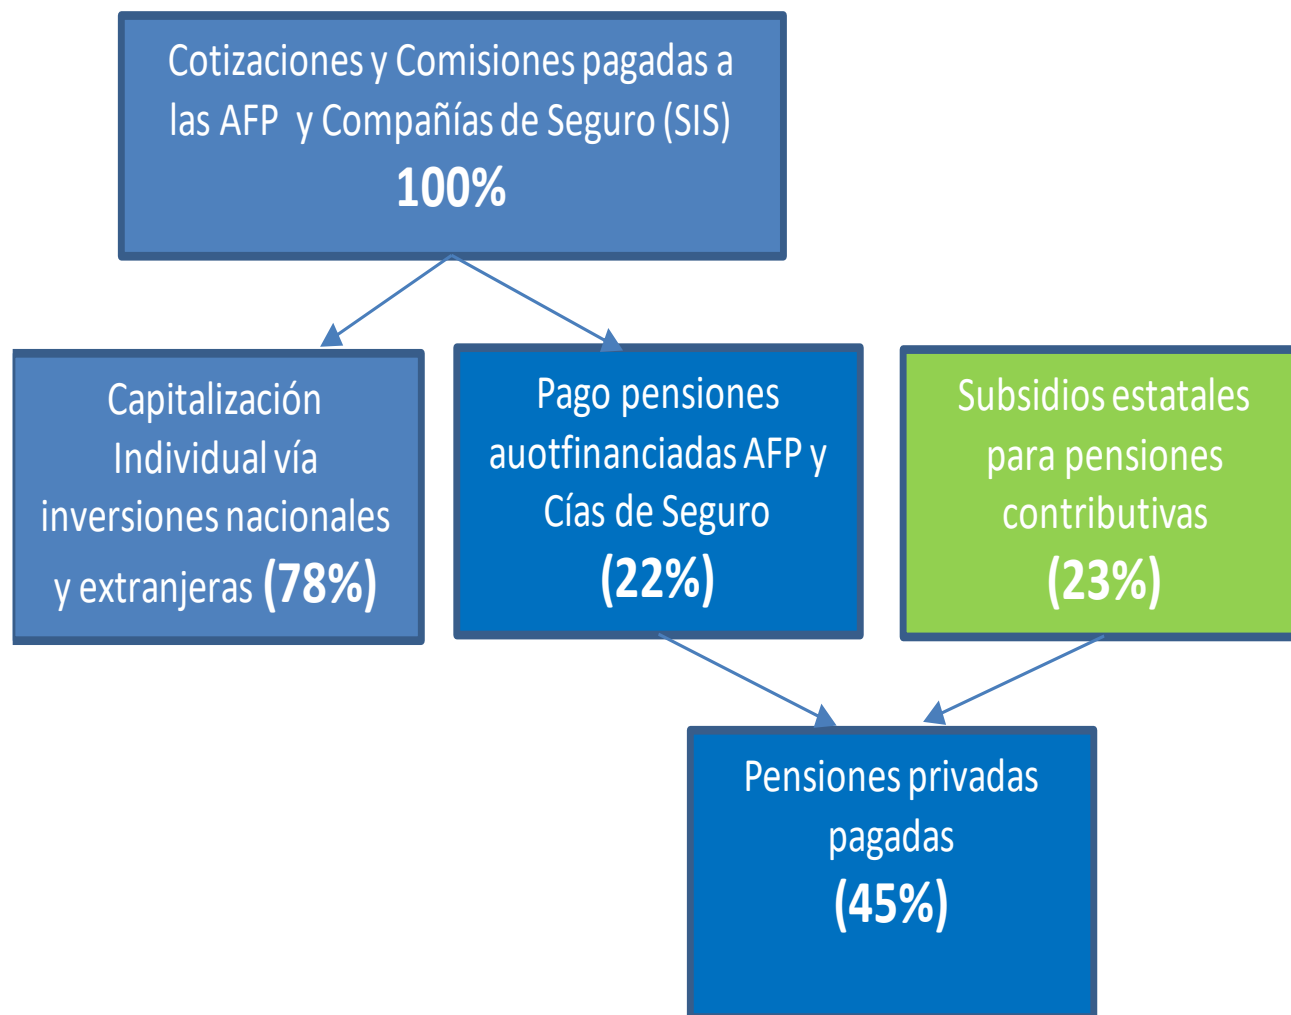 Cotizaciones y Comisiones pagadas a
las AFP y Compañías de Seguro (SIS)
100%
Capitalización
Individual vía
inversiones nacionales
y extranjeras (78%)
Pago pensiones
auotfinanciadas AFP y
Cías de Seguro
(22%)
Subsidios estatales
para pensiones
contributivas
(23%)
Pensiones privadas
pagadas
(45%)